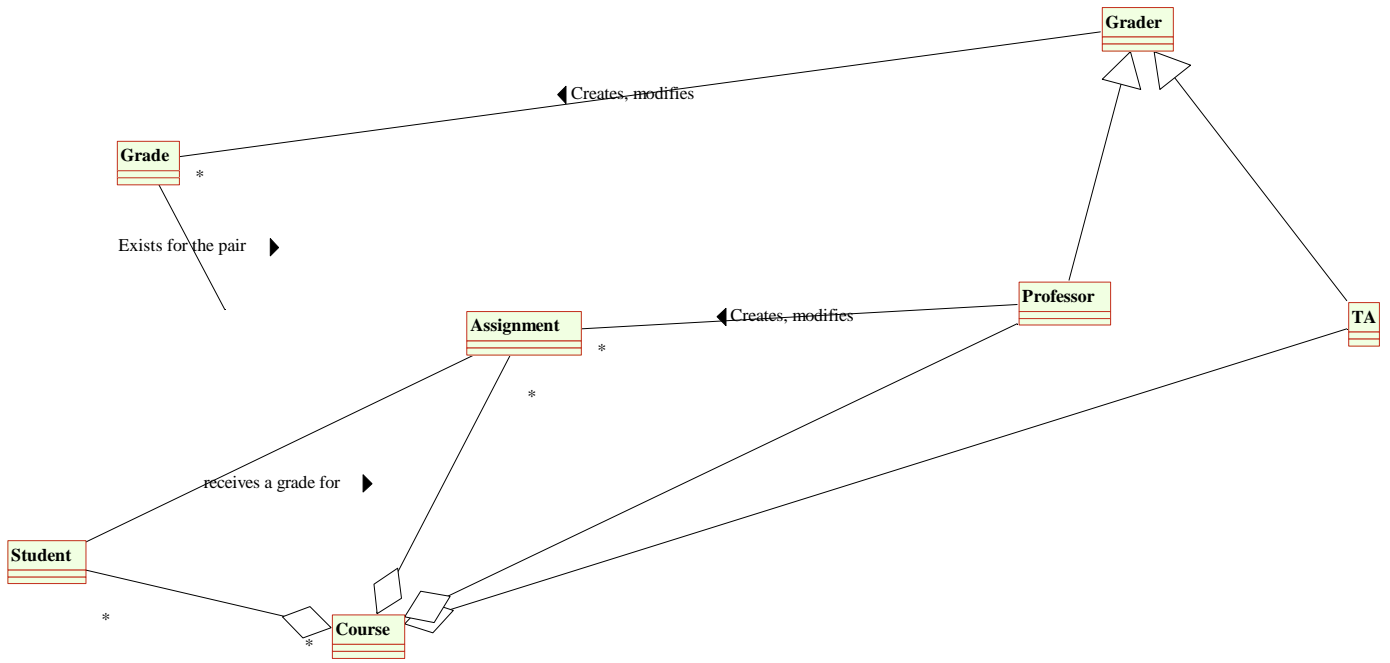 Grader
Creates, modifies
Grade
*
Exists for the pair
Professor
TA
Assignment
Creates, modifies
*
*
receives a grade for
Student
*
Course
*